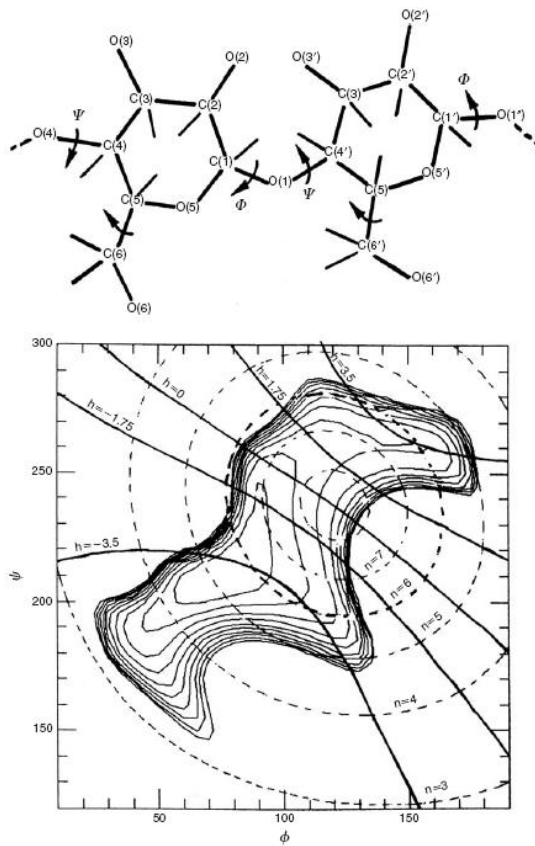 O(2′)
O(3)
O(2)
O(3′)
C(2′)
Φ
Ψ
C(3)
C(2)
C(3)
C(1′)
O(1″)
O(4)
C(4)
C(1)
C(4′)
O(1)
Ψ
O(5′)
C(5)
O(5)
Φ
C(5)
C(6)
C(6′)
O(6)
O(6′)
300
h=3.5
h=1.75
h=0
h=−1.75
250
h=−3.5
n=7
n=6
ψ
200
n=5
n=4
150
n=3
50
100
150
ϕ